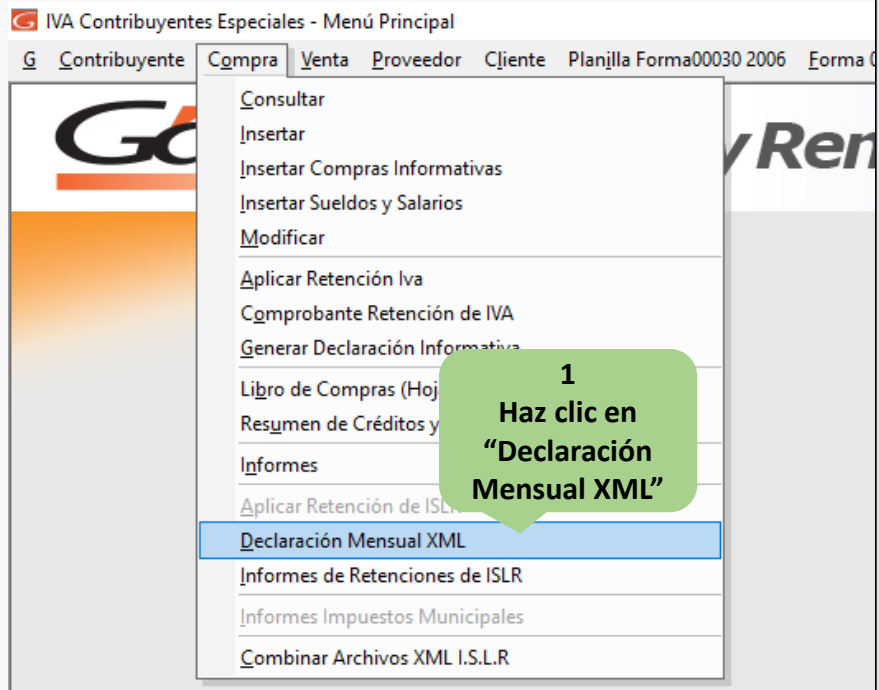 IVA Contribuyentes Especiales - Menú Principal
G Contribuyente Compra Venta Proveedor Cliente Planilla Forma00030 2006 Forma
y Ren
Consultar
Insertar
Insertar Compras Informativas
Insertar Sueldos y Salarios
Modificar
Aplicar Retención Iva
Comprobante Retención de IVA
Generar Declaración Informativa
Libro de Compras (Hoj
Resumen de Créditos y
Informes
Aplicar Retención de ISLR
Declaración Mensual XML
Informes de Retenciones de ISLR
Informes Impuestos Municipales
Combinar Archivos XML I.S.L.R
1
Haz clic en
“Declaración
Mensual XML”